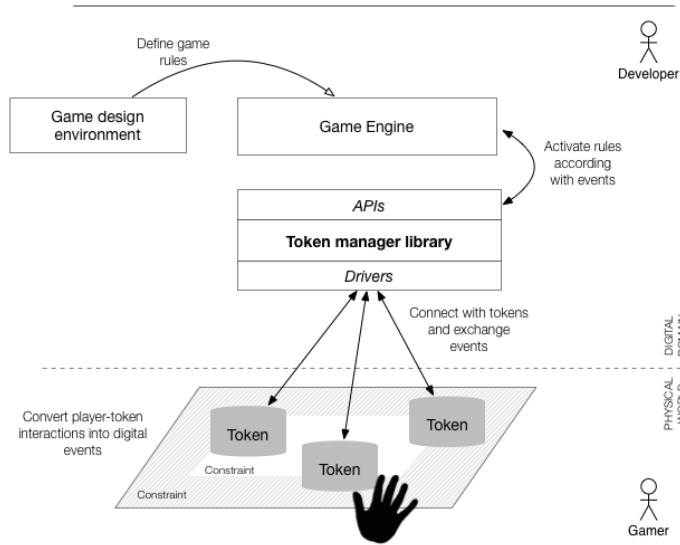 Define game
rules
Developer
Game design
environment
Game Engine
Activate rules
according
with events
APIs
Token manager library
Drivers
Connect with tokens
and exchange
events
DIGITAL
PHYSICAL
Convert player-token
interactions into digital
events
Token
Token
Token
Constraint
Constraint
Gamer